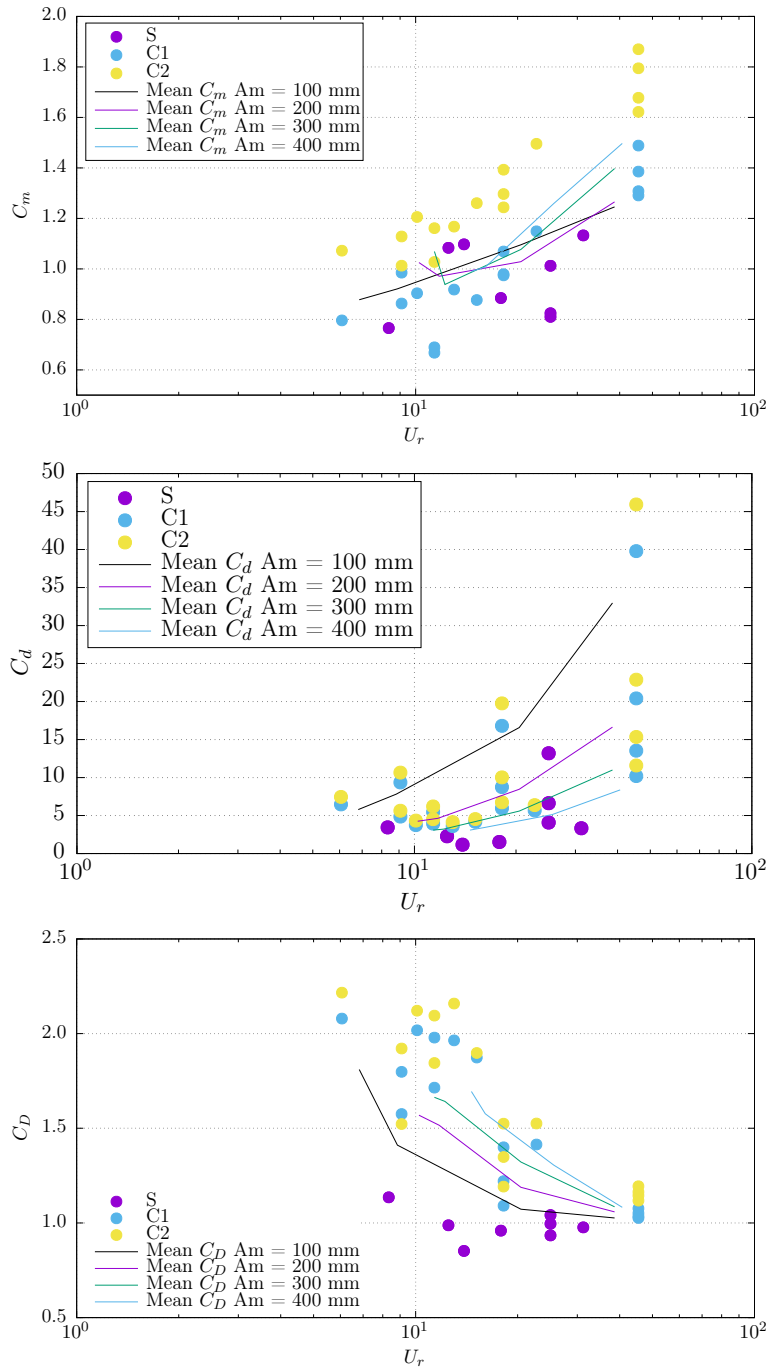 2.0
1.8
1.6
1.4
1.2
1.0
0.8
0.6
C_m
S
C1
C2
Mean C_m Am = 100 mm
Mean C_m Am = 200 mm
Mean C_m Am = 300 mm
Mean C_m Am = 400 mm
10^0 10^1 10^2
U_r
50
45
40
35
30
25
20
15
10
5
0
C_d
S
C1
C2
Mean C_d Am = 100 mm
Mean C_d Am = 200 mm
Mean C_d Am = 300 mm
Mean C_d Am = 400 mm
10^0 10^1 10^2
U_r
2.5
2.0
1.5
1.0
0.5
C_D
S
C1
C2
Mean C_D Am = 100 mm
Mean C_D Am = 200 mm
Mean C_D Am = 300 mm
Mean C_D Am = 400 mm
10^0 10^1 10^2
U_r